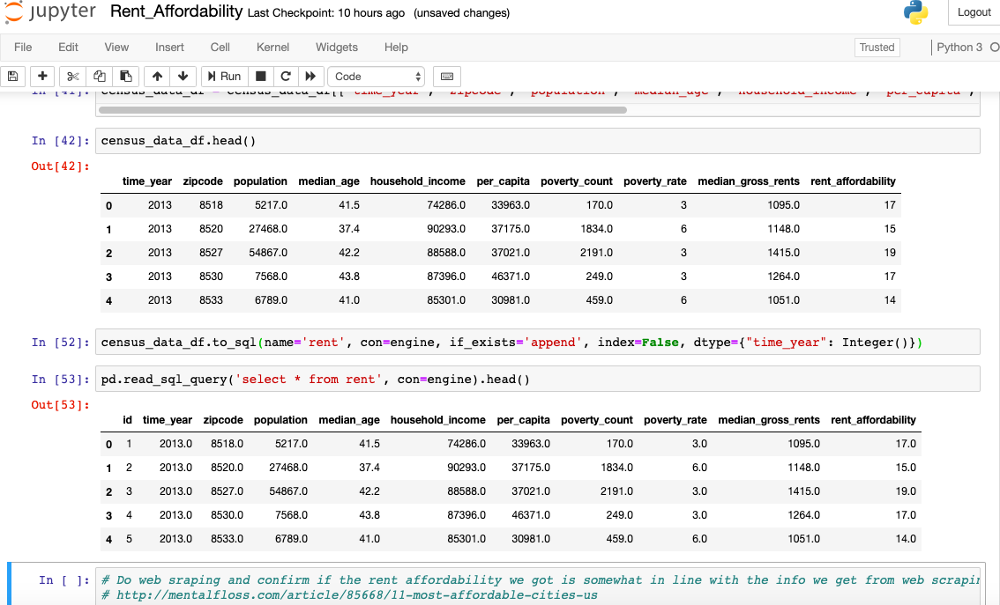 jupyter Rent_Affordability Last Checkpoint: 10 hours ago (unsaved changes) Logout
File Edit View Insert Cell Kernel Widgets Help Trusted Python 3
Run Code
In [41]: census_data_df = census_data_df[['time_year', 'zipcode', 'population', 'median_age', 'household_income', 'per_capita',
In [42]: census_data_df.head()
Out[42]:
time_year zipcode population median_age household_income per_capita poverty_count poverty_rate median_gross_rents rent_affordability
0 2013 8518 5217.0 41.5 74286.0 33963.0 170.0 3 1095.0 17
1 2013 8520 27468.0 37.4 90293.0 37175.0 1834.0 6 1148.0 15
2 2013 8527 54867.0 42.2 88588.0 37021.0 2191.0 3 1415.0 19
3 2013 8530 7568.0 43.8 87396.0 46371.0 249.0 3 1264.0 17
4 2013 8533 6789.0 41.0 85301.0 30981.0 459.0 6 1051.0 14
In [52]: census_data_df.to_sql(name='rent', con=engine, if_exists='append', index=False, dtype={"time_year": Integer()})
In [53]: pd.read_sql_query('select * from rent', con=engine).head()
Out[53]:
id time_year zipcode population median_age household_income per_capita poverty_count poverty_rate median_gross_rents rent_affordability
0 1 2013.0 8518.0 5217.0 41.5 74286.0 33963.0 170.0 3.0 1095.0 17.0
1 2 2013.0 8520.0 27468.0 37.4 90293.0 37175.0 1834.0 6.0 1148.0 15.0
2 3 2013.0 8527.0 54867.0 42.2 88588.0 37021.0 2191.0 3.0 1415.0 19.0
3 4 2013.0 8530.0 7568.0 43.8 87396.0 46371.0 249.0 3.0 1264.0 17.0
4 5 2013.0 8533.0 6789.0 41.0 85301.0 30981.0 459.0 6.0 1051.0 14.0
In [ ]: # Do web sraping and confirm if the rent affordability we got is somewhat in line with the info we get from web scrapin
# http://mentalfloss.com/article/85668/11-most-affordable-cities-us